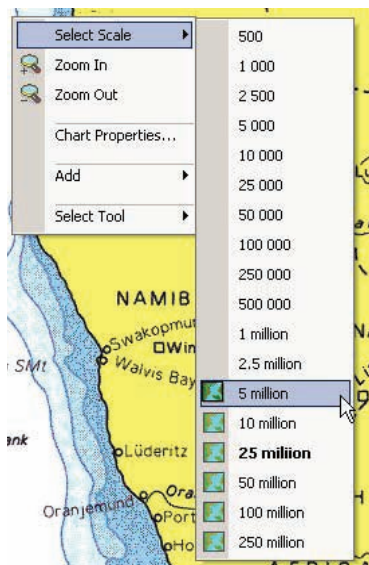 Select Scale
Zoom In
Zoom Out
Chart Properties...
Add
Select Tool
500
1 000
2 500
5 000
10 000
25 000
50 000
100 000
250 000
500 000
1 million
2.5 million
5 million
10 million
25 miliion
50 million
100 million
250 million
NAMIB
Swakopmu
Win
Walvis Bay
SMt
ank
Lüderitz
Oranjemund
Ora
Port
Ho